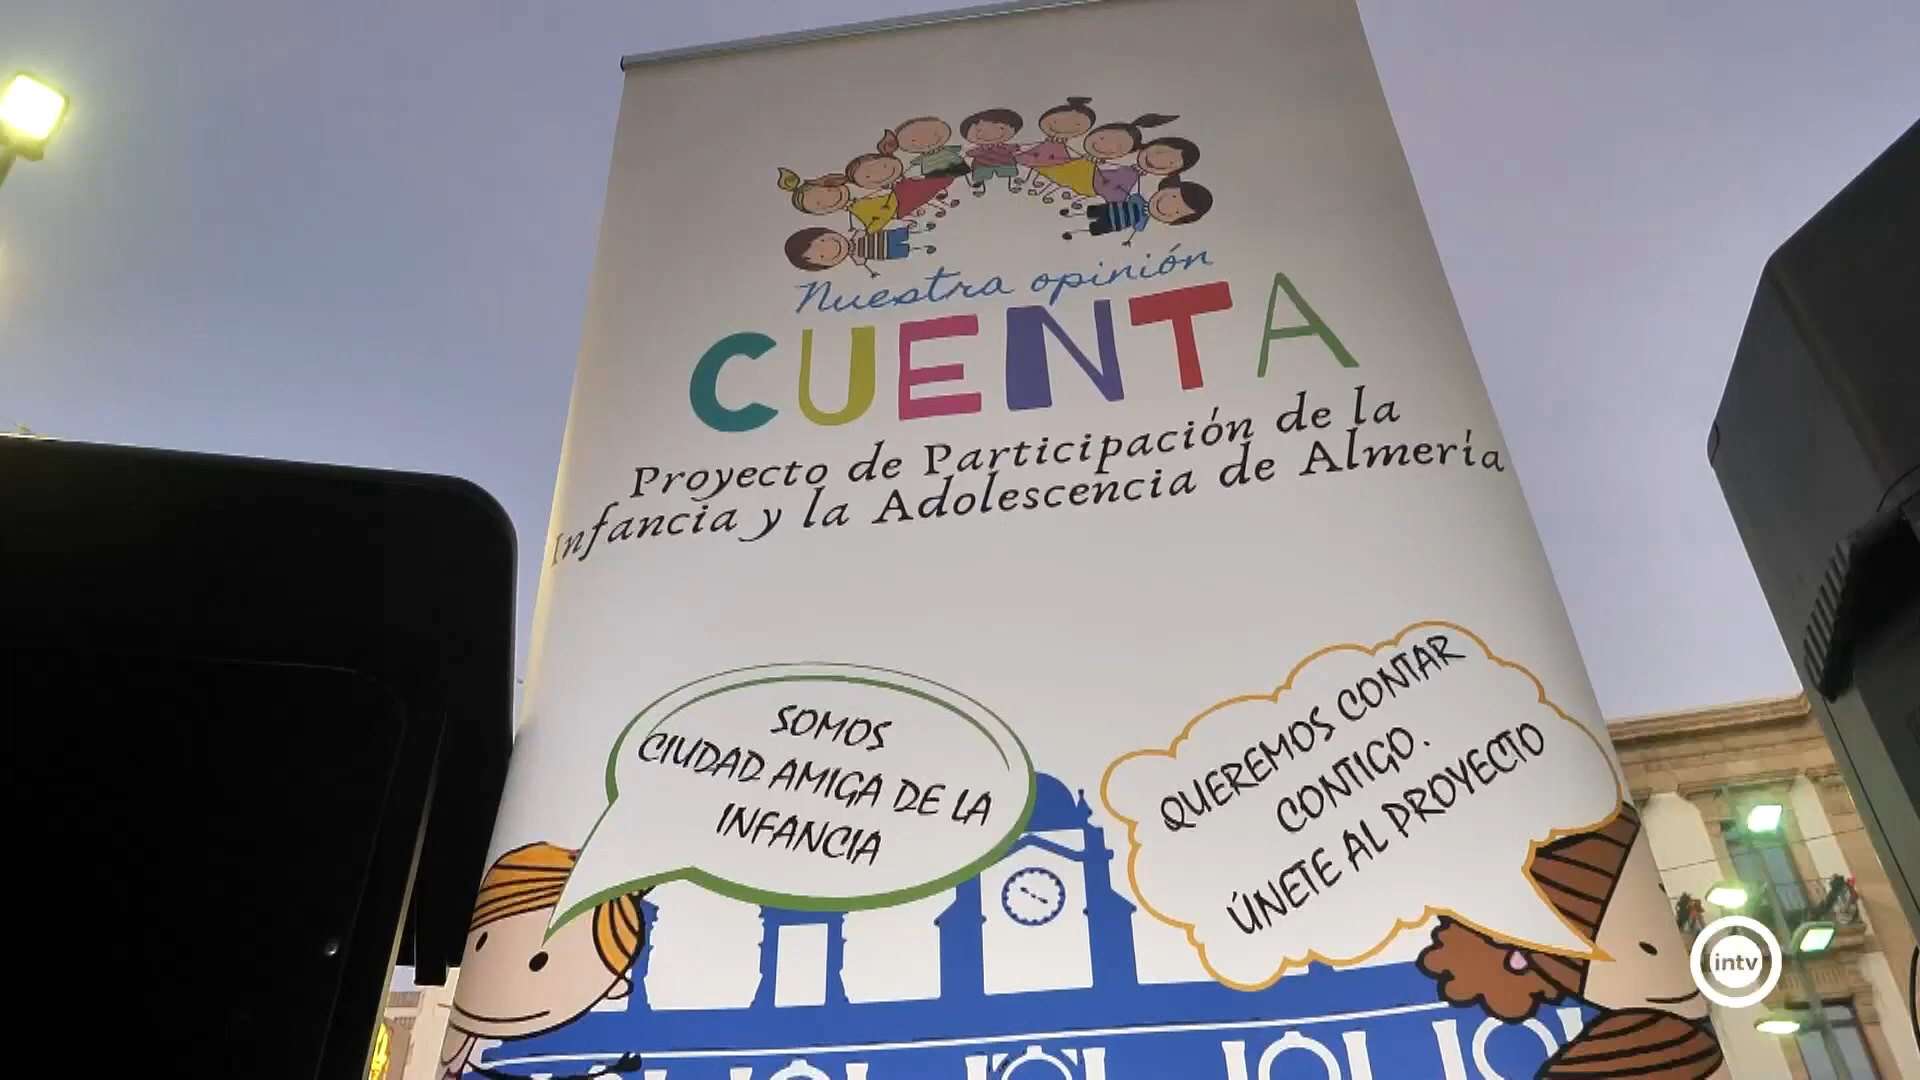 Nuestra opinión
CUENTA
Proyecto de Participación de la
Infancia y la Adolescencia de Almería
SOMOS
CIUDAD AMIGA DE LA
INFANCIA
QUEREMOS CONTAR
CONTIGO.
ÚNETE AL PROYECTO
intv